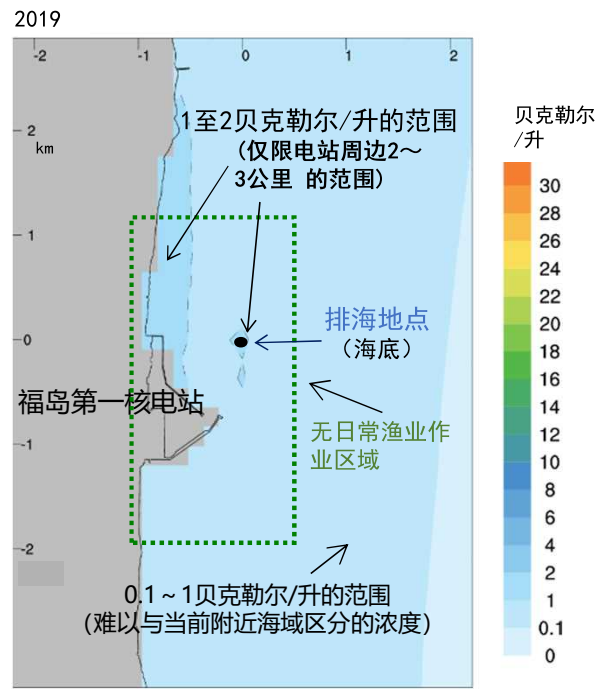 2019
-2 -1 0 1 2
2
km
1
0
-1
-2
1至2贝克勒尔/升的范围
(仅限电站周边2～
3公里 的范围)
排海地点
（海底）
福岛第一核电站
无日常渔业作
业区域
0.1～1贝克勒尔/升的范围
（难以与当前附近海域区分的浓度）
贝克勒尔
/升
30
28
26
24
22
20
18
16
14
12
10
8
6
4
2
1
0.1
0